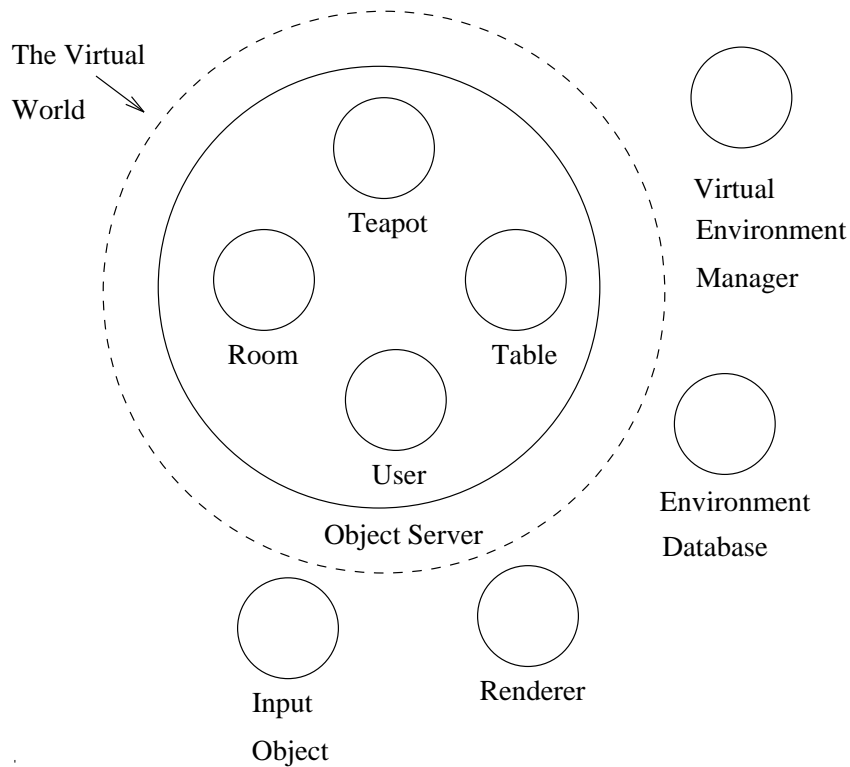 The Virtual
World
Teapot
Room
Table
User
Object Server
Virtual
Environment
Manager
Environment
Database
Input
Object
Renderer